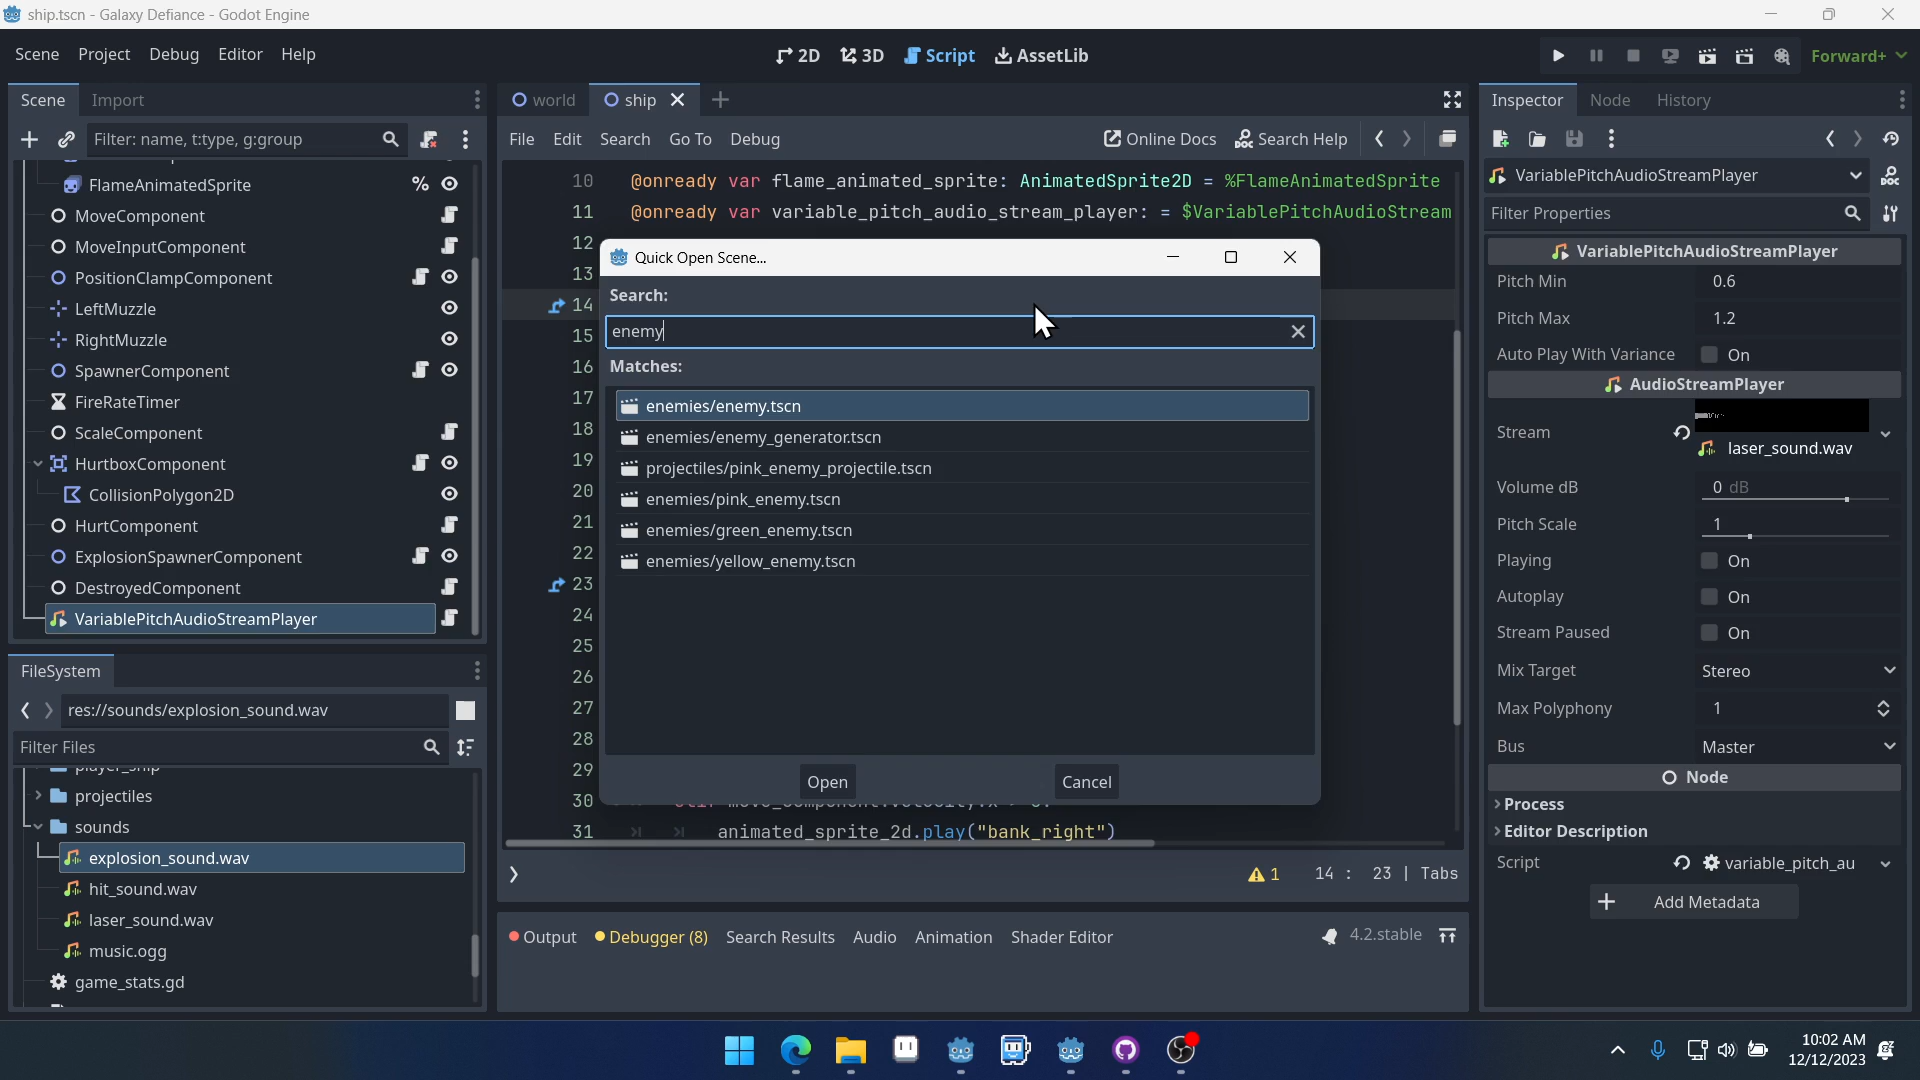 ship.tscn - Galaxy Defiance - Godot Engine
Scene Project Debug Editor Help
2D 3D Script AssetLib
Forward+
Scene Import
Filter: name, t:type, g:group
FlameAnimatedSprite %
MoveComponent
MoveInputComponent
PositionClampComponent
LeftMuzzle
RightMuzzle
SpawnerComponent
FireRateTimer
ScaleComponent
HurtboxComponent
CollisionPolygon2D
HurtComponent
ExplosionSpawnerComponent
DestroyedComponent
VariablePitchAudioStreamPlayer
FileSystem
res://sounds/explosion_sound.wav
Filter Files
player_ship
projectiles
sounds
explosion_sound.wav
hit_sound.wav
laser_sound.wav
music.ogg
game_stats.gd
world ship
File Edit Search Go To Debug
Online Docs Search Help
10 @onready var flame_animated_sprite: AnimatedSprite2D = %FlameAnimatedSprite
11 @onready var variable_pitch_audio_stream_player: = $VariablePitchAudioStream
12
13
14
15
16
17
18
19
20
21
22
23
24
25
26
27
28
29
30
31 animated_sprite_2d.play("bank_right")
Quick Open Scene...
Search:
enemy
Matches:
enemies/enemy.tscn
enemies/enemy_generator.tscn
projectiles/pink_enemy_projectile.tscn
enemies/pink_enemy.tscn
enemies/green_enemy.tscn
enemies/yellow_enemy.tscn
Open Cancel
1 14 : 23 | Tabs
Output Debugger (8) Search Results Audio Animation Shader Editor
4.2.stable
Inspector Node History
VariablePitchAudioStreamPlayer
Filter Properties
VariablePitchAudioStreamPlayer
Pitch Min 0.6
Pitch Max 1.2
Auto Play With Variance On
AudioStreamPlayer
Stream laser_sound.wav
Volume dB 0 dB
Pitch Scale 1
Playing On
Autoplay On
Stream Paused On
Mix Target Stereo
Max Polyphony 1
Bus Master
Node
Process
Editor Description
Script variable_pitch_au
Add Metadata
10:02 AM
12/12/2023